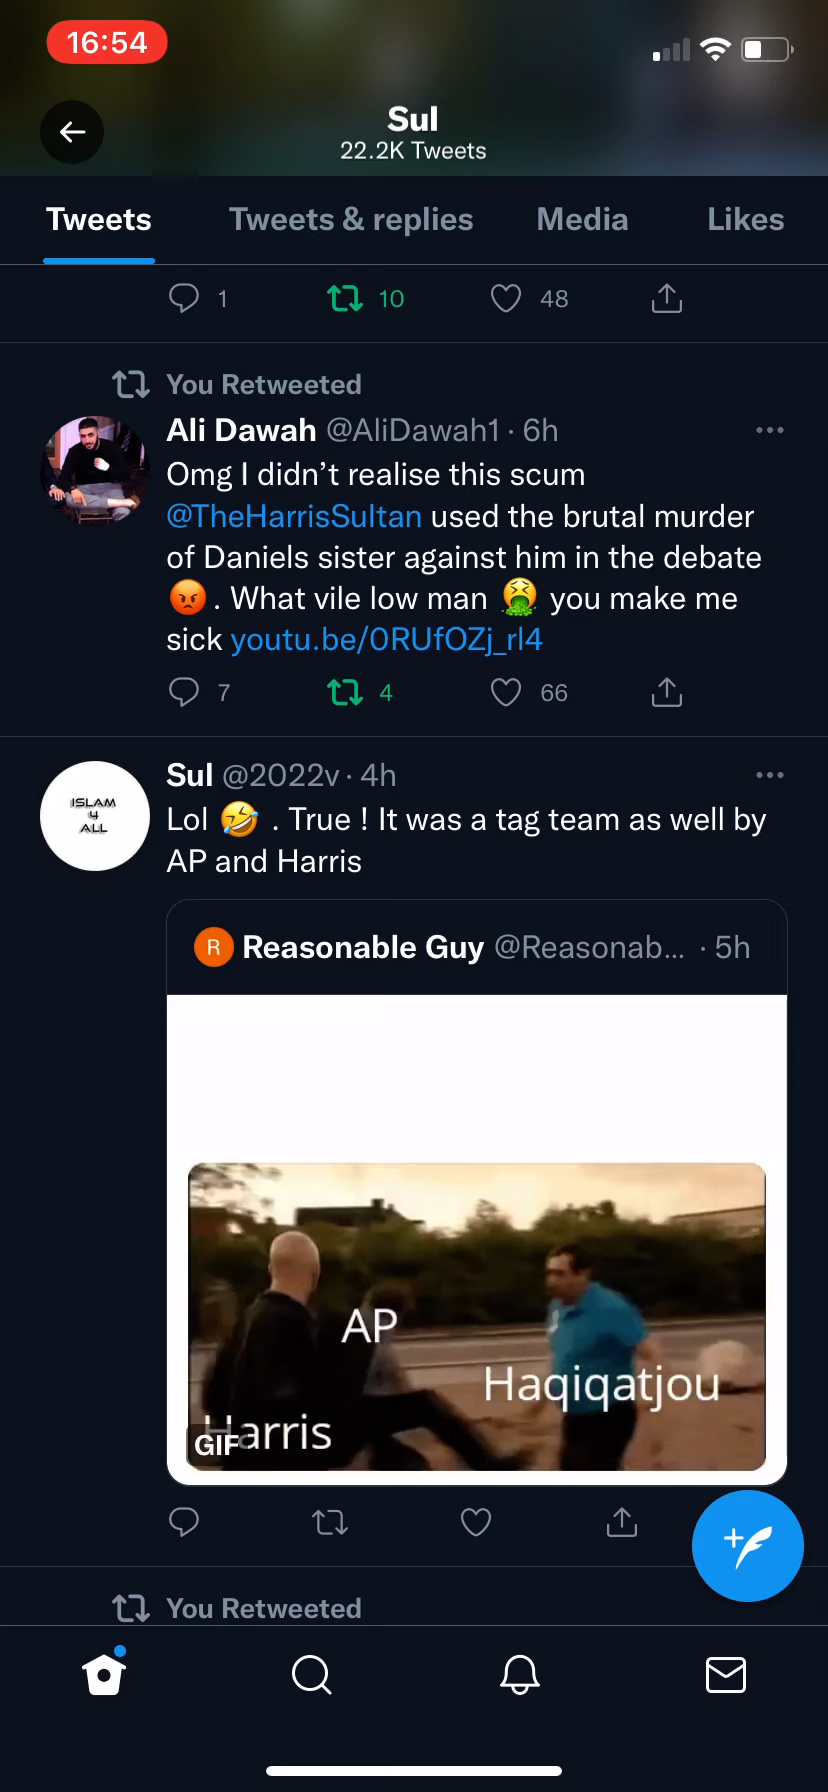 16:54
Sul
22.2K Tweets
Tweets Tweets & replies Media Likes
1 10 48
You Retweeted
Ali Dawah @AliDawah1 · 6h
Omg I didn’t realise this scum
@TheHarrisSultan used the brutal murder
of Daniels sister against him in the debate
😡 . What vile low man 🤮 you make me
sick youtu.be/0RUfOZj_rl4
7 4 66
Sul @2022v · 4h
ISLAM
4
ALL
Lol 🤣 . True ! It was a tag team as well by
AP and Harris
R Reasonable Guy @Reasonab... · 5h
AP
Haqiqatjou
Harris
GIF
You Retweeted